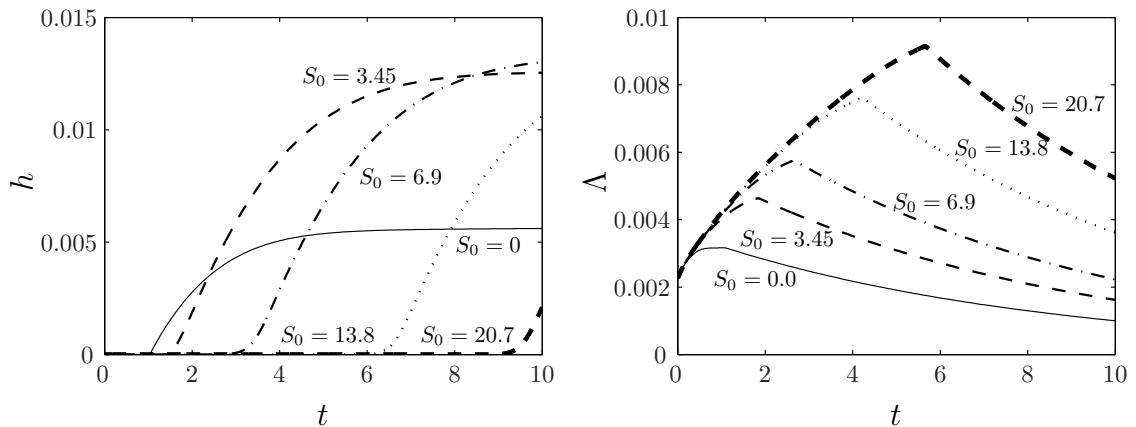 0.015
0.01
0.005
0
h
0
2
4
6
8
10
t
S₀ = 3.45
S₀ = 6.9
S₀ = 0
S₀ = 13.8
S₀ = 20.7
0.01
0.008
0.006
0.004
0.002
0
Λ
0
2
4
6
8
10
t
S₀ = 20.7
S₀ = 13.8
S₀ = 6.9
S₀ = 3.45
S₀ = 0.0